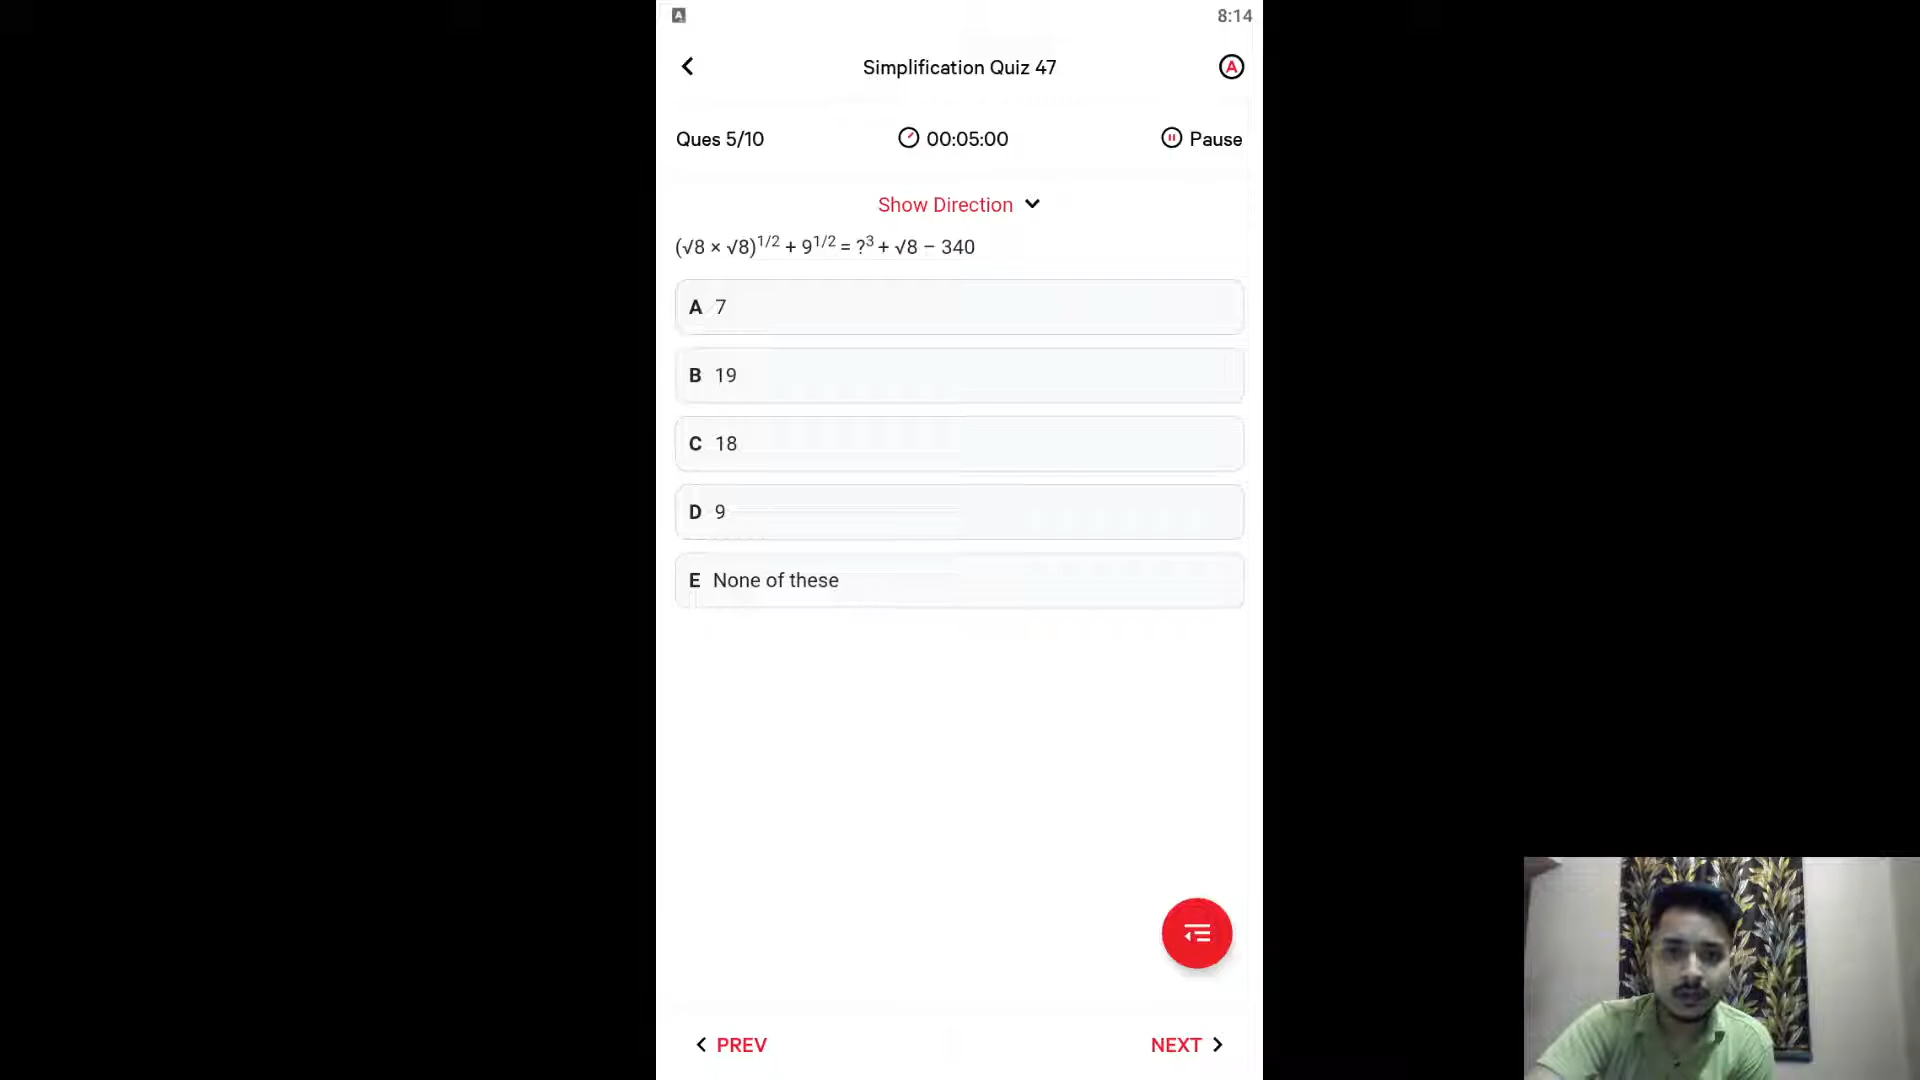 8:14
Simplification Quiz 47
Ques 5/10 00:05:00 Pause
Show Direction
(√8 × √8)^1/2 + 9^1/2 = ?^3 + √8 − 340
A 7
B 19
C 18
D 9
E None of these
PREV NEXT